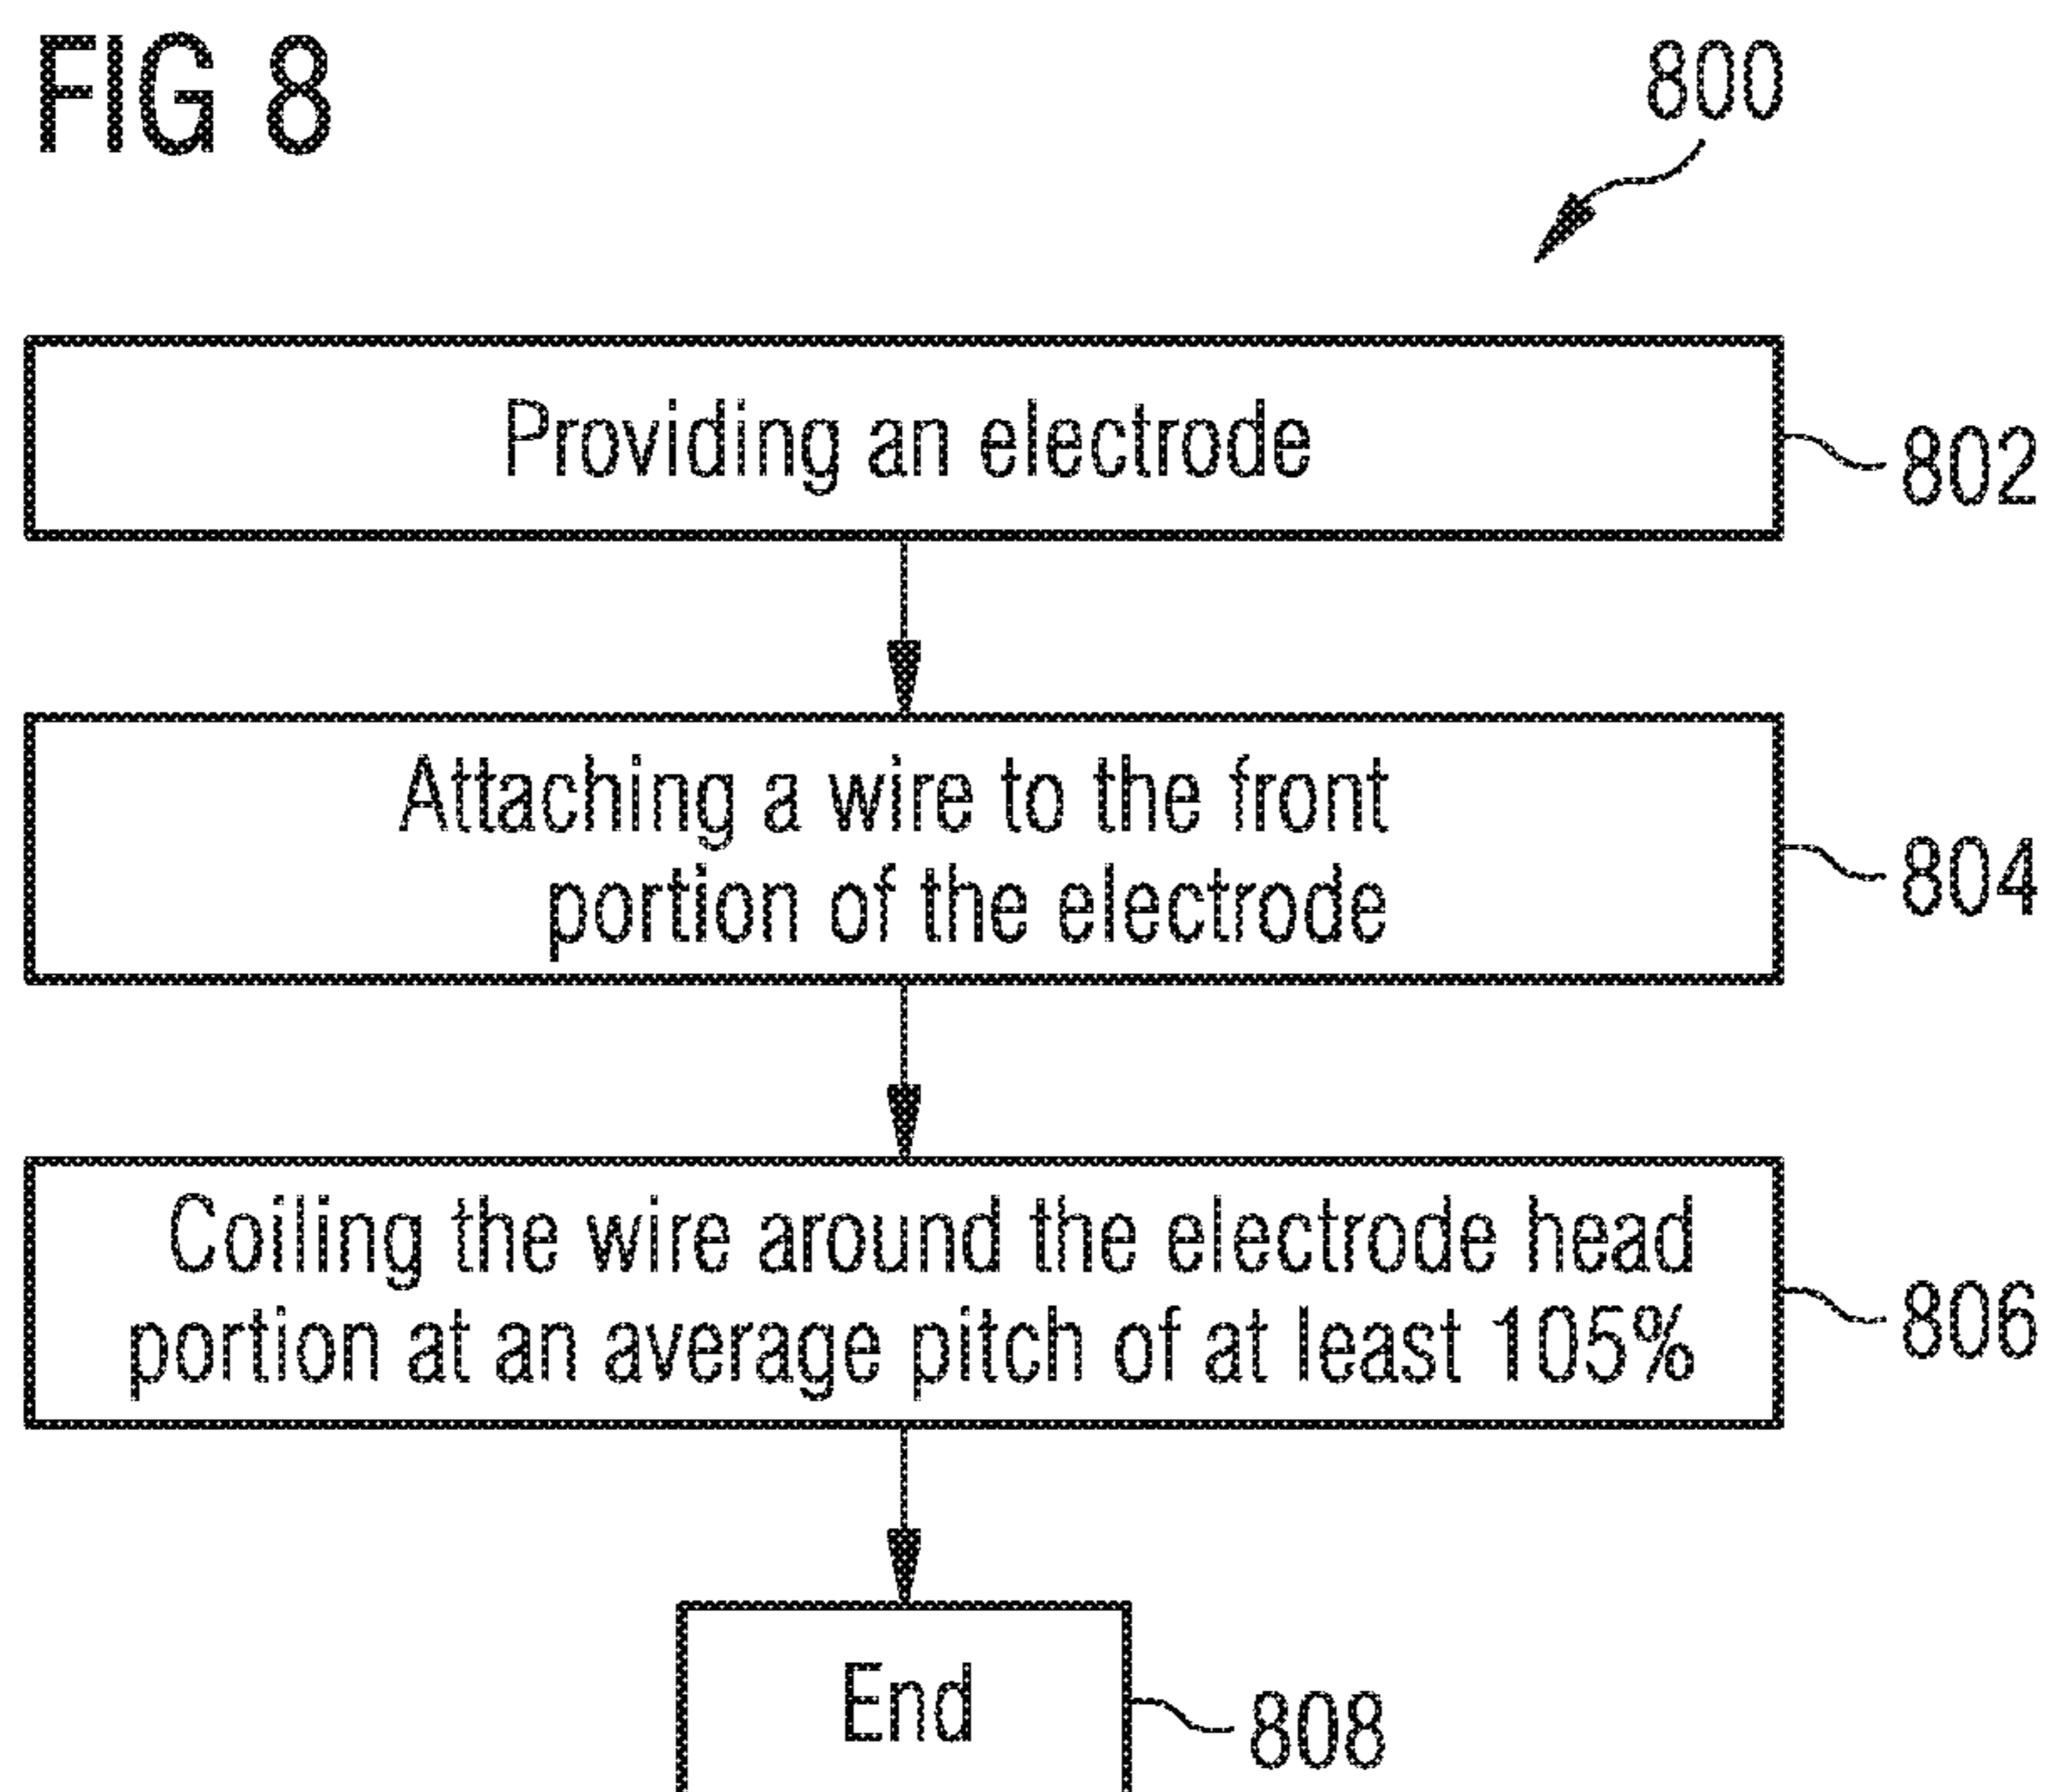 FIG 8
800
Providing an electrode
802
Attaching a wire to the front
portion of the electrode
804
Coiling the wire around the electrode head
portion at an average pitch of at least 105%
806
End
808